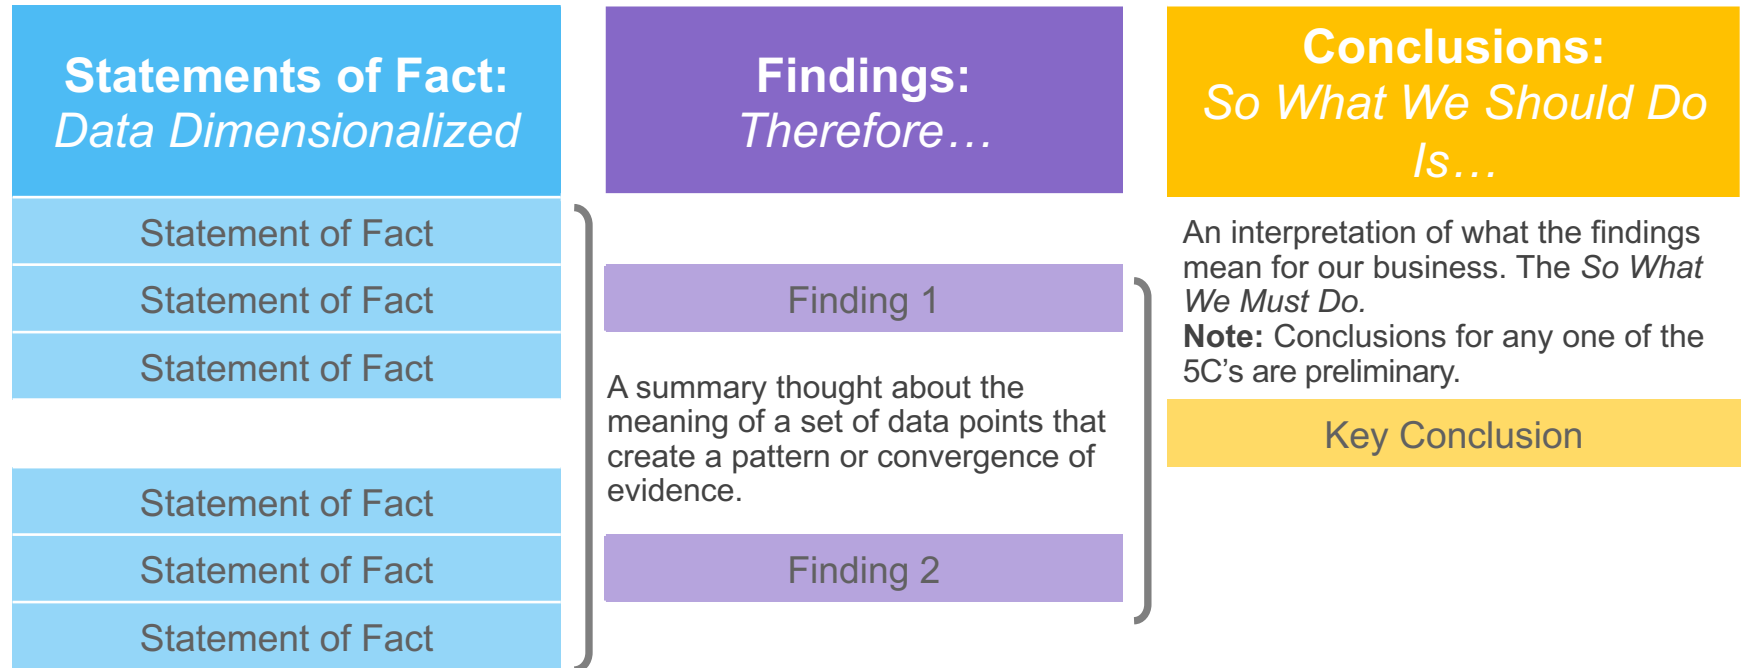 Statements of Fact:
Data Dimensionalized
Statement of Fact
Statement of Fact
Statement of Fact
Statement of Fact
Statement of Fact
Statement of Fact
Findings:
Therefore…
Finding 1
A summary thought about the
meaning of a set of data points that
create a pattern or convergence of
evidence.
Finding 2
Conclusions:
So What We Should Do
Is…
An interpretation of what the findings
mean for our business. The So What
We Must Do.
Note: Conclusions for any one of the
5C’s are preliminary.
Key Conclusion